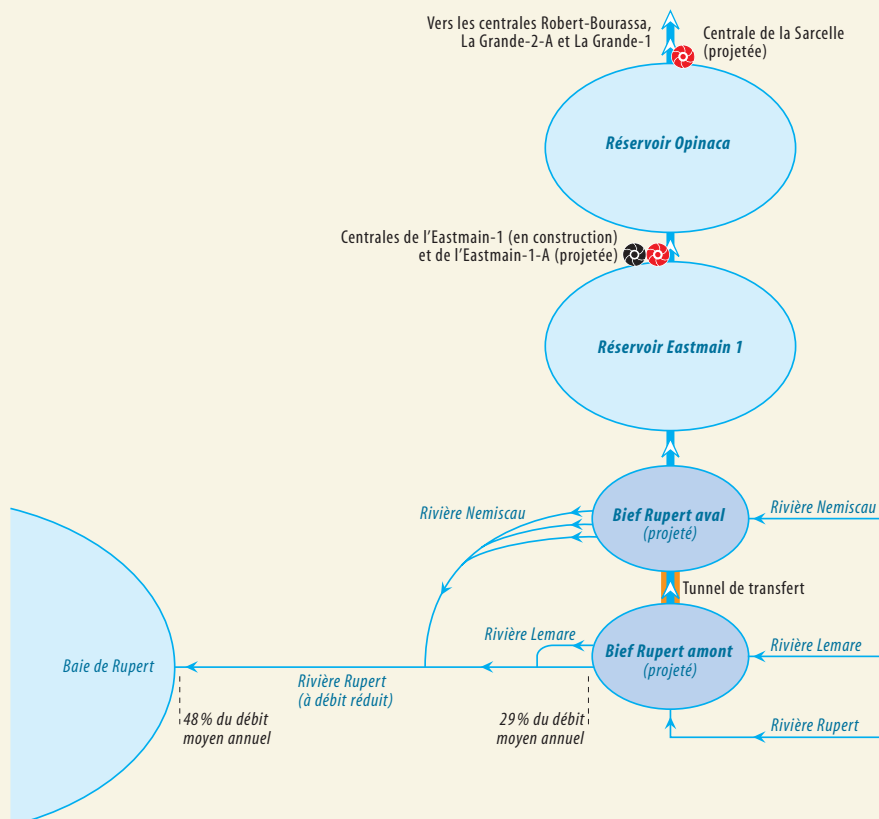 Vers les centrales Robert-Bourassa,
La Grande-2-A et La Grande-1
Centrale de la Sarcelle
(projetée)
Réservoir Opinaca
Centrales de l'Eastmain-1 (en construction)
et de l'Eastmain-1-A (projetée)
Réservoir Eastmain 1
Rivière Nemiscau
Bief Rupert aval
(projeté)
Rivière Nemiscau
Tunnel de transfert
Rivière Lemare
Bief Rupert amont
(projeté)
Rivière Lemare
Baie de Rupert
Rivière Rupert
(à débit réduit)
48 % du débit
moyen annuel
29 % du débit
moyen annuel
Rivière Rupert